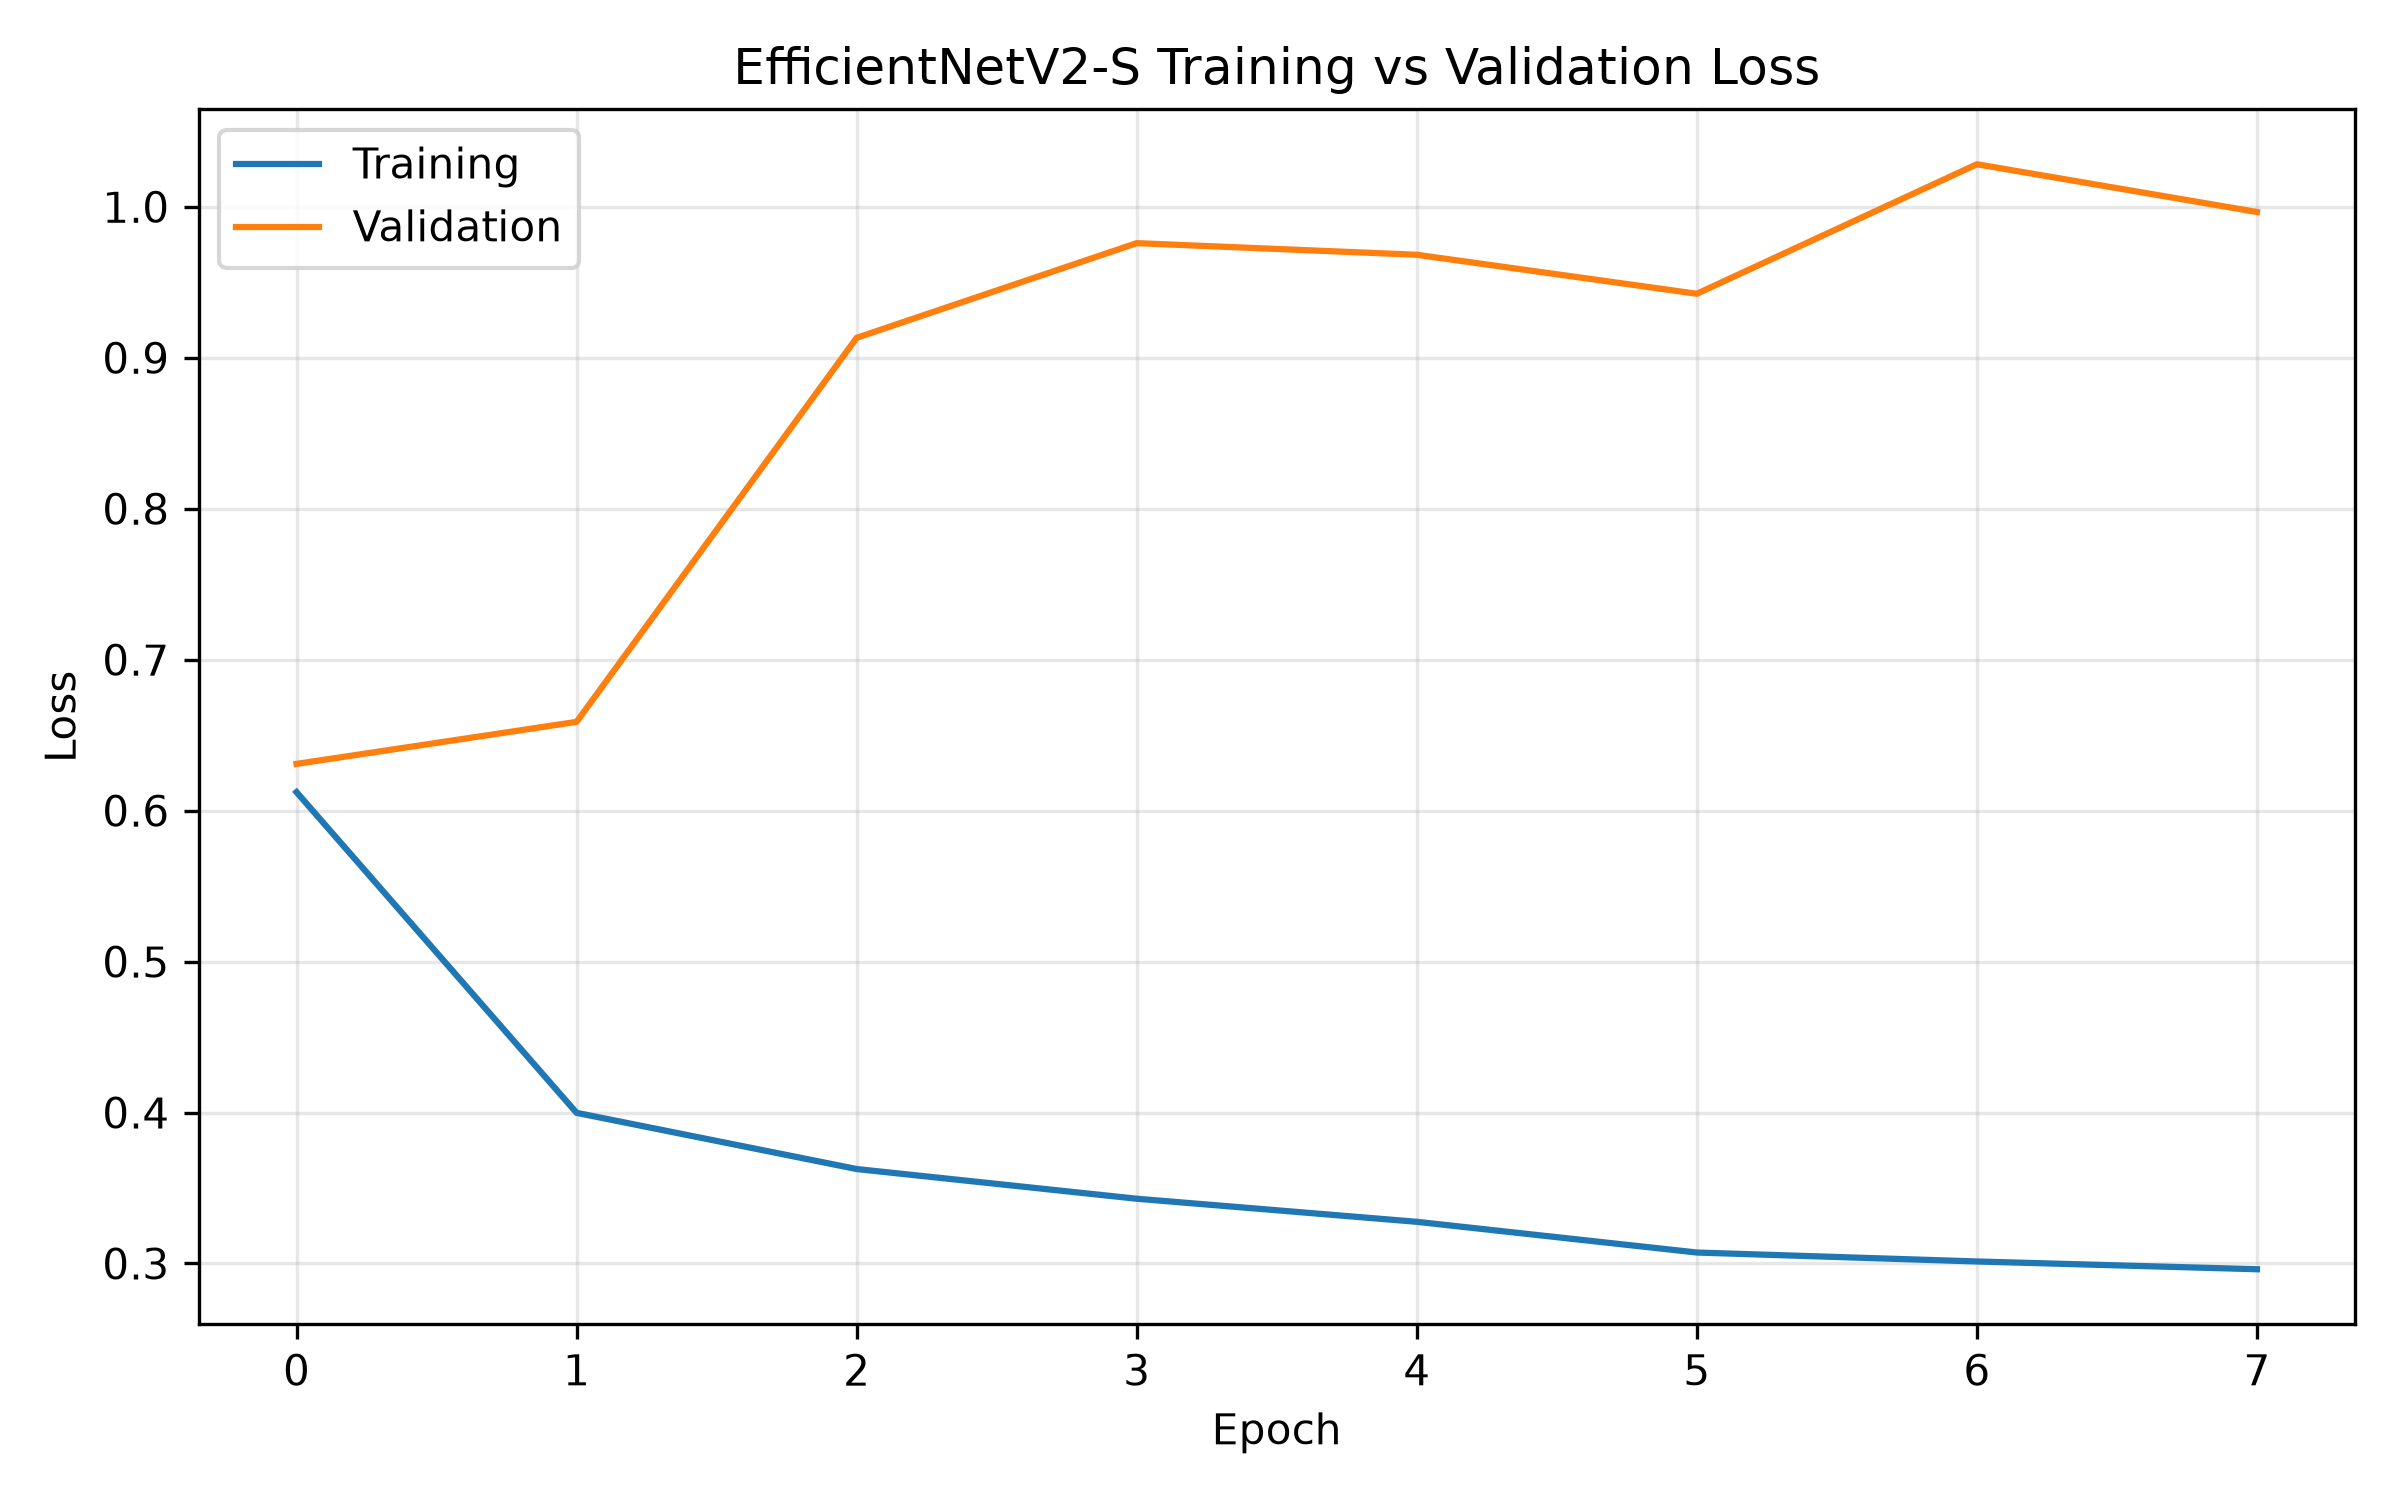 EfficientNetV2-S Training vs Validation Loss
Training
Validation
1.0
0.9
0.8
0.7
0.6
0.5
0.4
0.3
Loss
0 1 2 3 4 5 6 7
Epoch